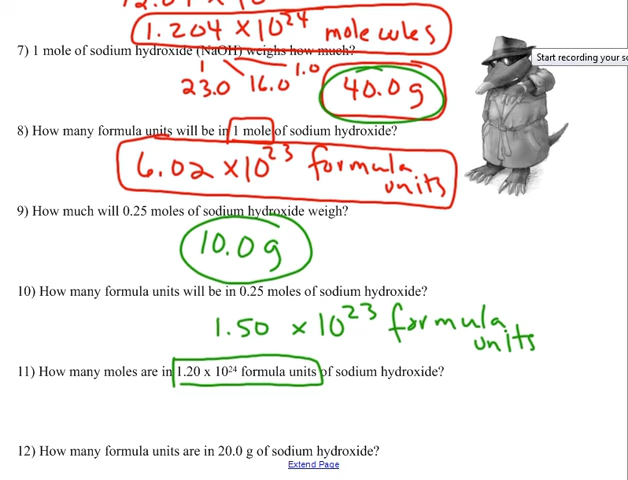 1.204 x 10^24 molecules
7) 1 mole of sodium hydroxide (NaOH) weighs how much?
23.0 16.0 1.0 40.0 g
Start recording your
8) How many formula units will be in 1 mole of sodium hydroxide?
6.02 x 10^23 formula units
9) How much will 0.25 moles of sodium hydroxide weigh?
10.0 g
10) How many formula units will be in 0.25 moles of sodium hydroxide?
1.50 x 10^23 formula units
11) How many moles are in 1.20 x 10²⁴ formula units of sodium hydroxide?
12) How many formula units are in 20.0 g of sodium hydroxide?
Extend Page